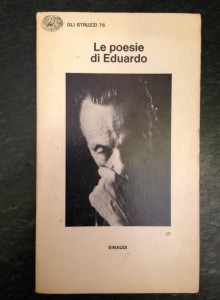 GLI STRUZZI 76
Le poesie
di Eduardo
EINAUDI